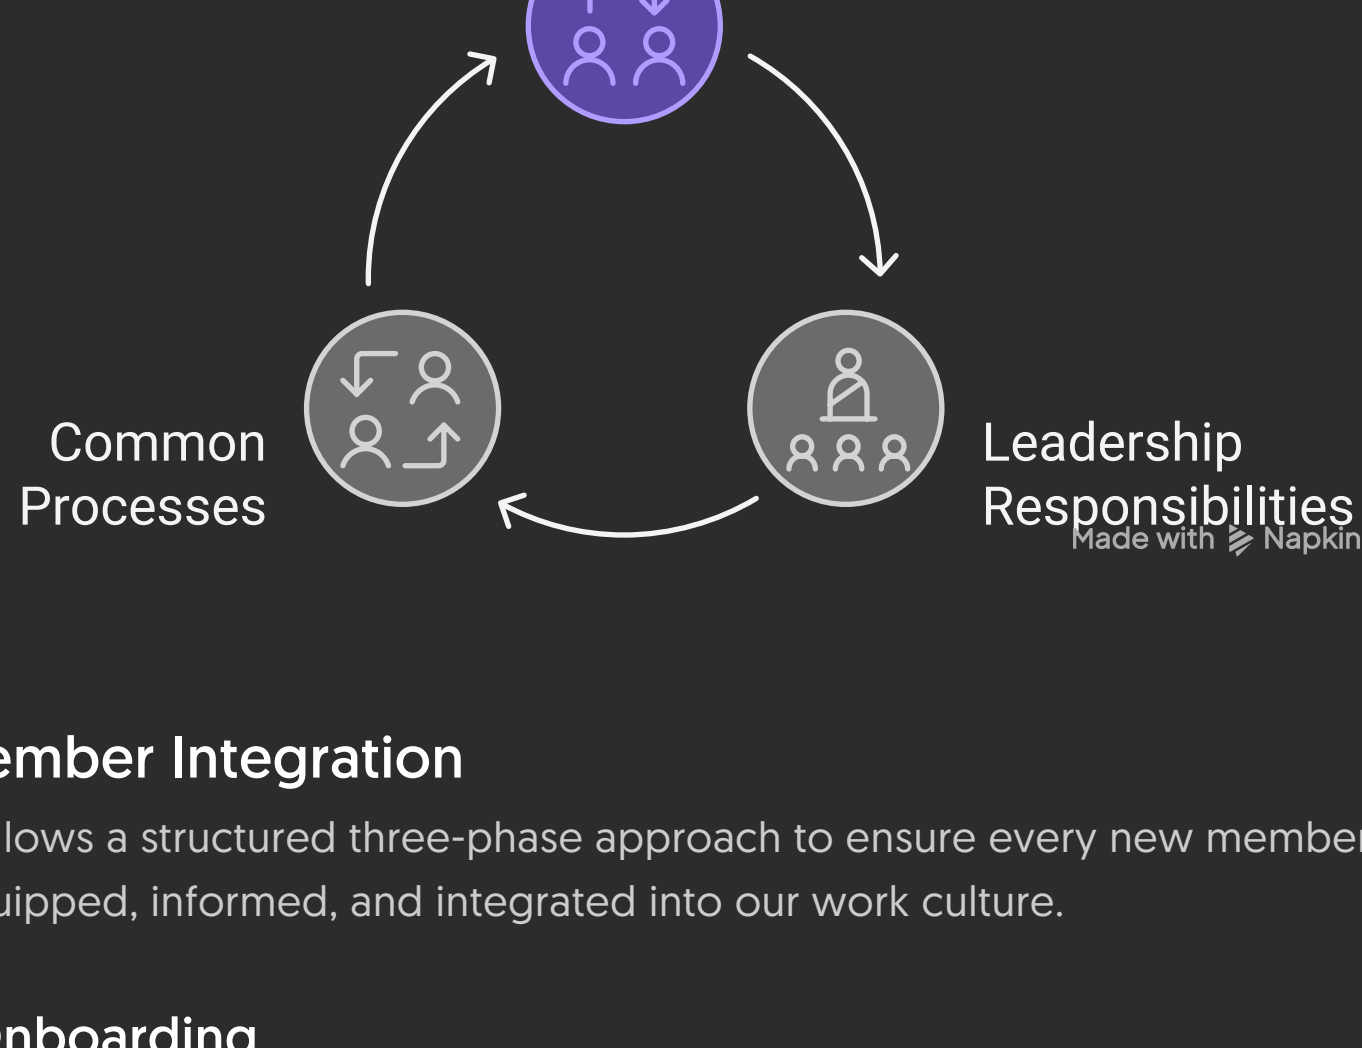 Common
Processes
Leadership
Responsibilities
Made with Napkin
ember Integration
lows a structured three-phase approach to ensure every new member
uipped, informed, and integrated into our work culture.
nboarding